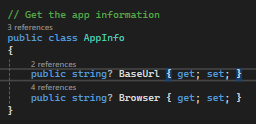 // Get the app information
3 references
public class AppInfo
{
2 references
public string? BaseUrl { get; set; }
4 references
public string? Browser { get; set; }
}